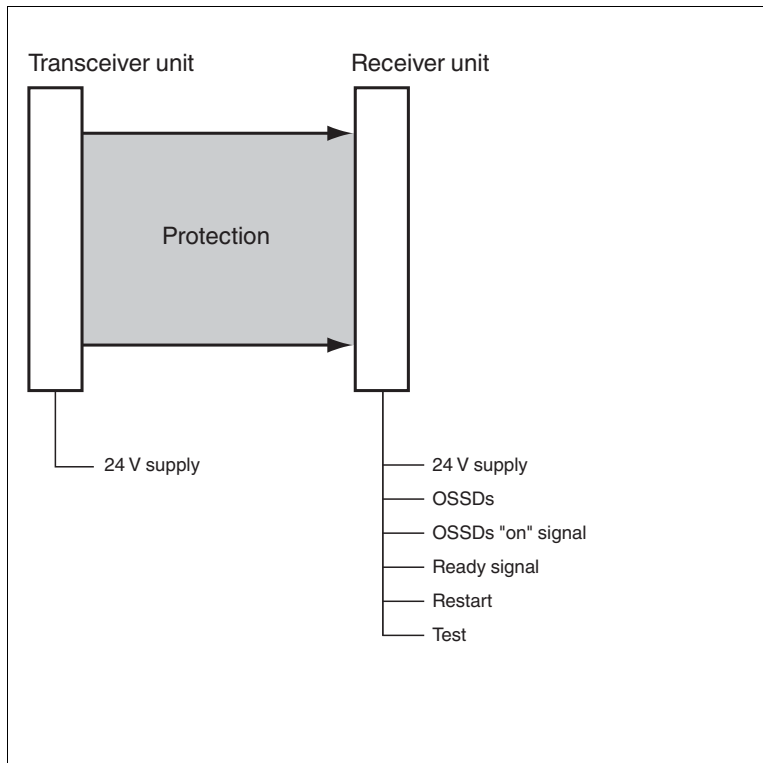 Transceiver unit
Receiver unit
Protection
24 V supply
24 V supply
OSSDs
OSSDs "on" signal
Ready signal
Restart
Test